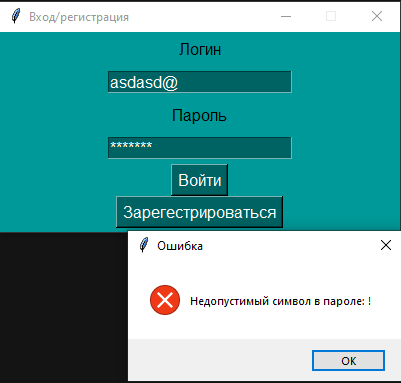 Вход/регистрация
Логин
asdasd@
Пароль
*******
Войти
Зарегестрироваться
Ошибка
Недопустимый символ в пароле: !
OK